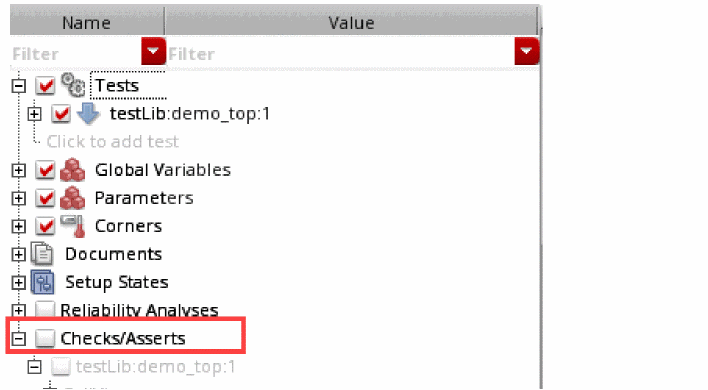 Name Value
Filter Filter
Tests
testLib:demo_top:1
Click to add test
Global Variables
Parameters
Corners
Documents
Setup States
Reliability Analyses
Checks/Asserts
testLib:demo_top:1